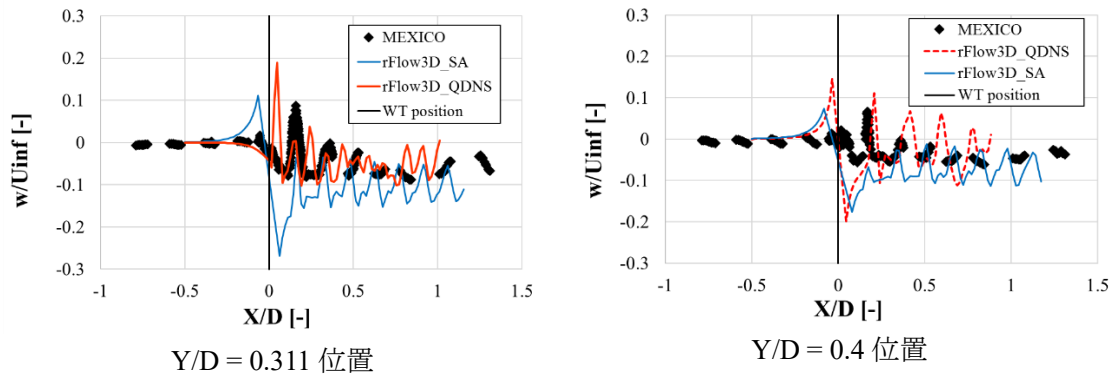 0.3
0.2
0.1
0
-0.1
-0.2
-0.3
w/Uinf [-]
MEXICO
rFlow3D_SA
rFlow3D_QDNS
WT position
-1
-0.5
0
0.5
1
1.5
X/D [-]
Y/D = 0.311 位置
0.3
0.2
0.1
0
-0.1
-0.2
-0.3
w/Uinf [-]
MEXICO
rFlow3D_QDNS
rFlow3D_SA
WT position
-1
-0.5
0
0.5
1
1.5
X/D [-]
Y/D = 0.4 位置